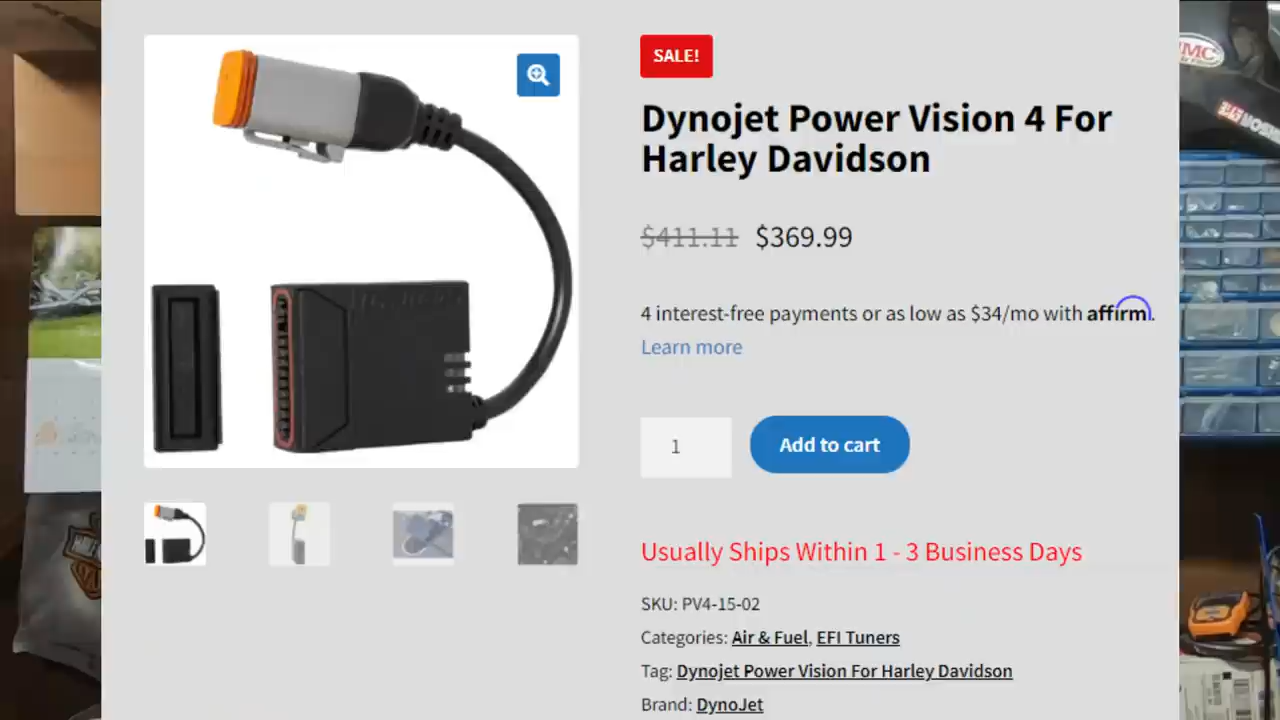 SALE!
Dynojet Power Vision 4 For
Harley Davidson
$411.11 $369.99
4 interest-free payments or as low as $34/mo with affirm.
Learn more
1
Add to cart
Usually Ships Within 1 - 3 Business Days
SKU: PV4-15-02
Categories: Air & Fuel, EFI Tuners
Tag: Dynojet Power Vision For Harley Davidson
Brand: DynoJet